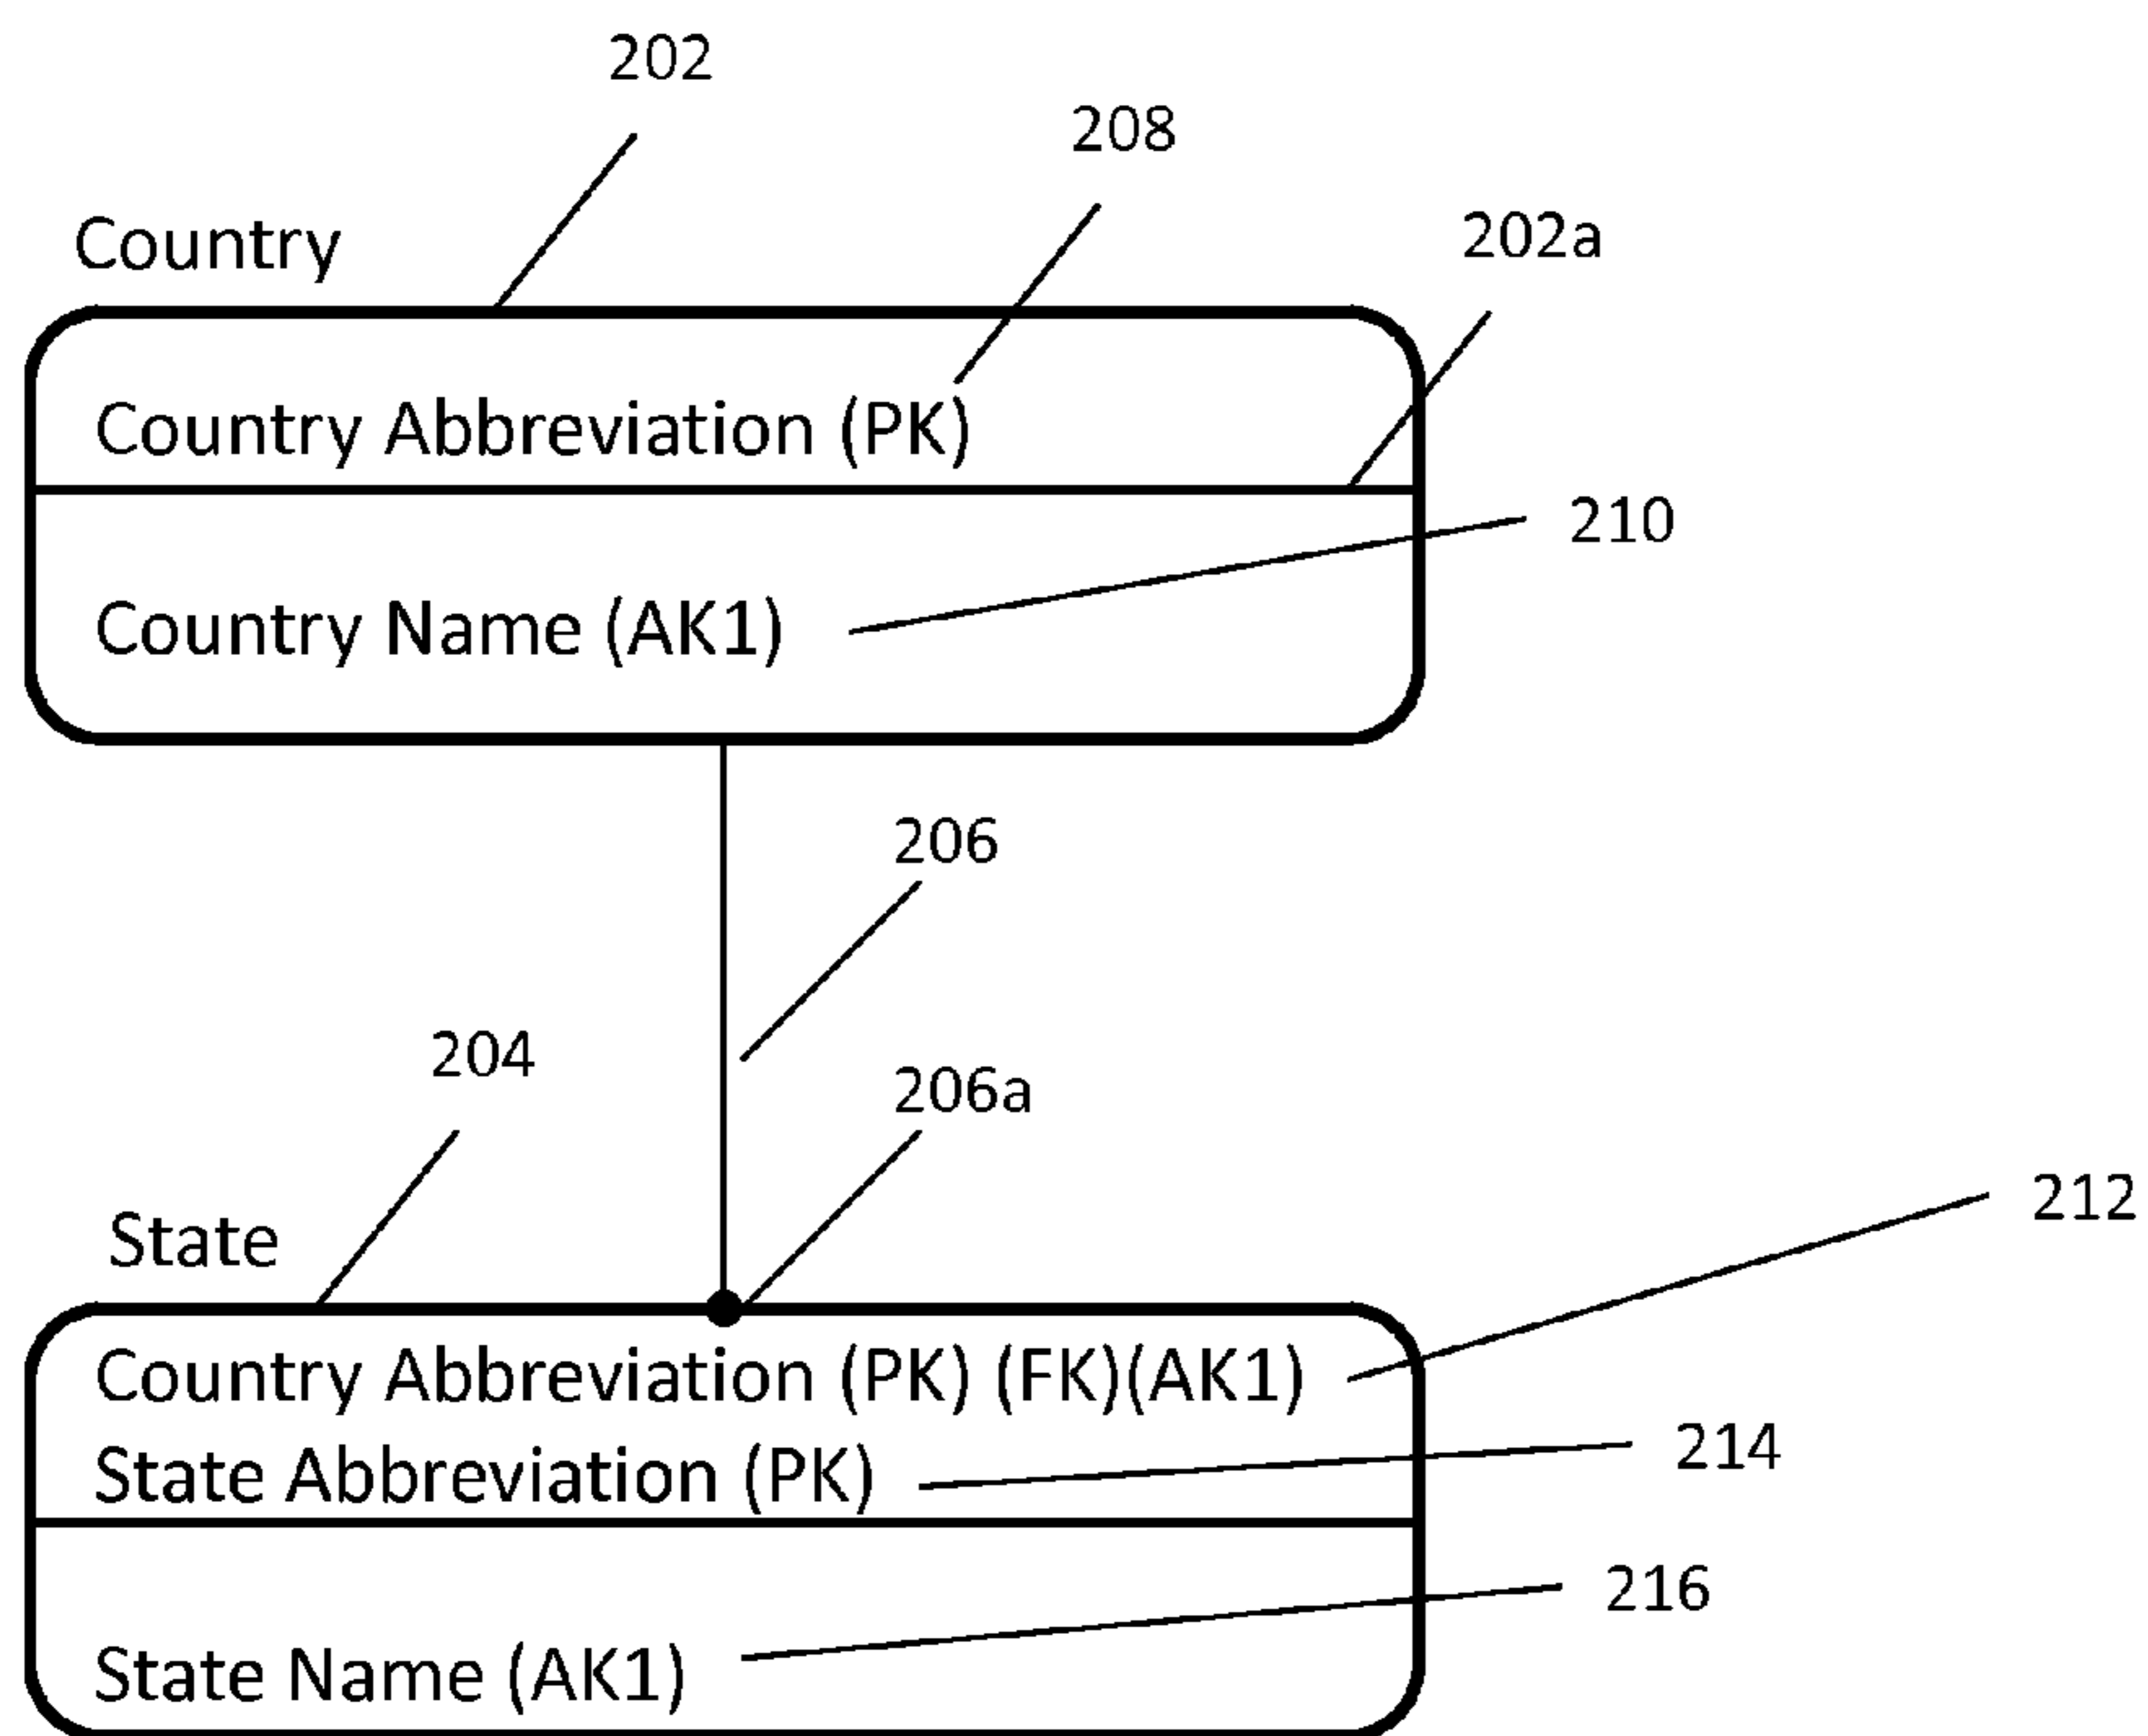 202
208
202a
Country
Country Abbreviation (PK)
210
Country Name (AK1)
206
204
206a
212
State
Country Abbreviation (PK) (FK)(AK1)
214
State Abbreviation (PK)
216
State Name (AK1)